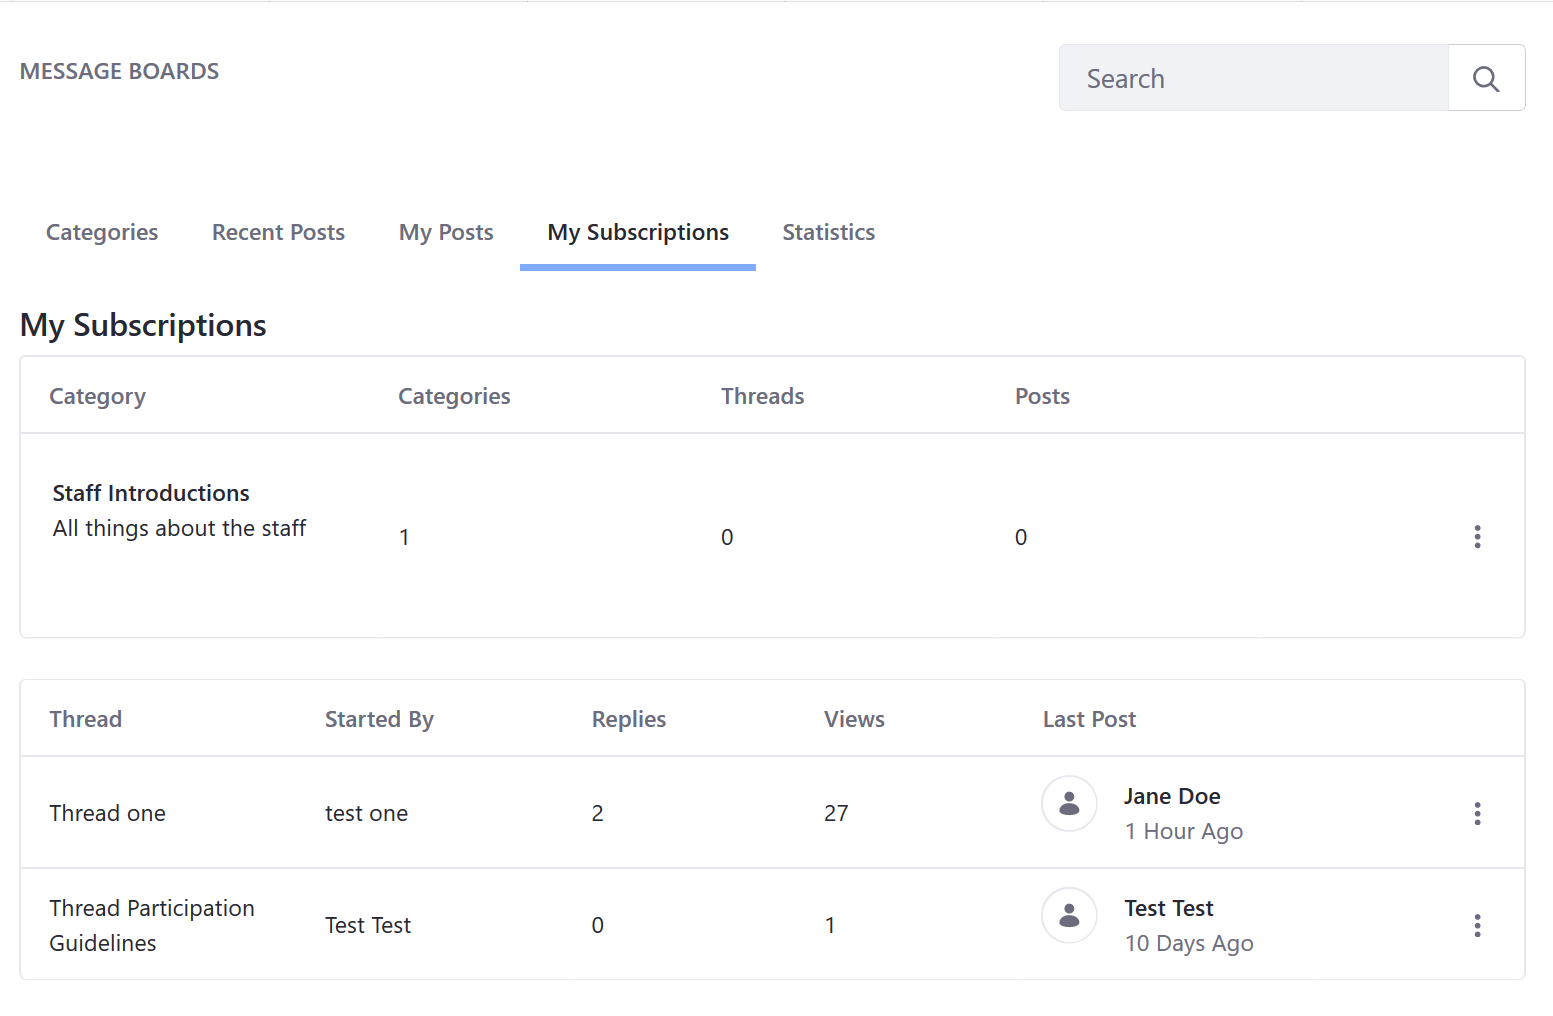 MESSAGE BOARDS
Search
Categories Recent Posts My Posts My Subscriptions Statistics
My Subscriptions
Category Categories Threads Posts
Staff Introductions
All things about the staff
1 0 0
Thread Started By Replies Views Last Post
Thread one test one 2 27 Jane Doe
1 Hour Ago
Thread Participation
Guidelines
Test Test 0 1 Test Test
10 Days Ago